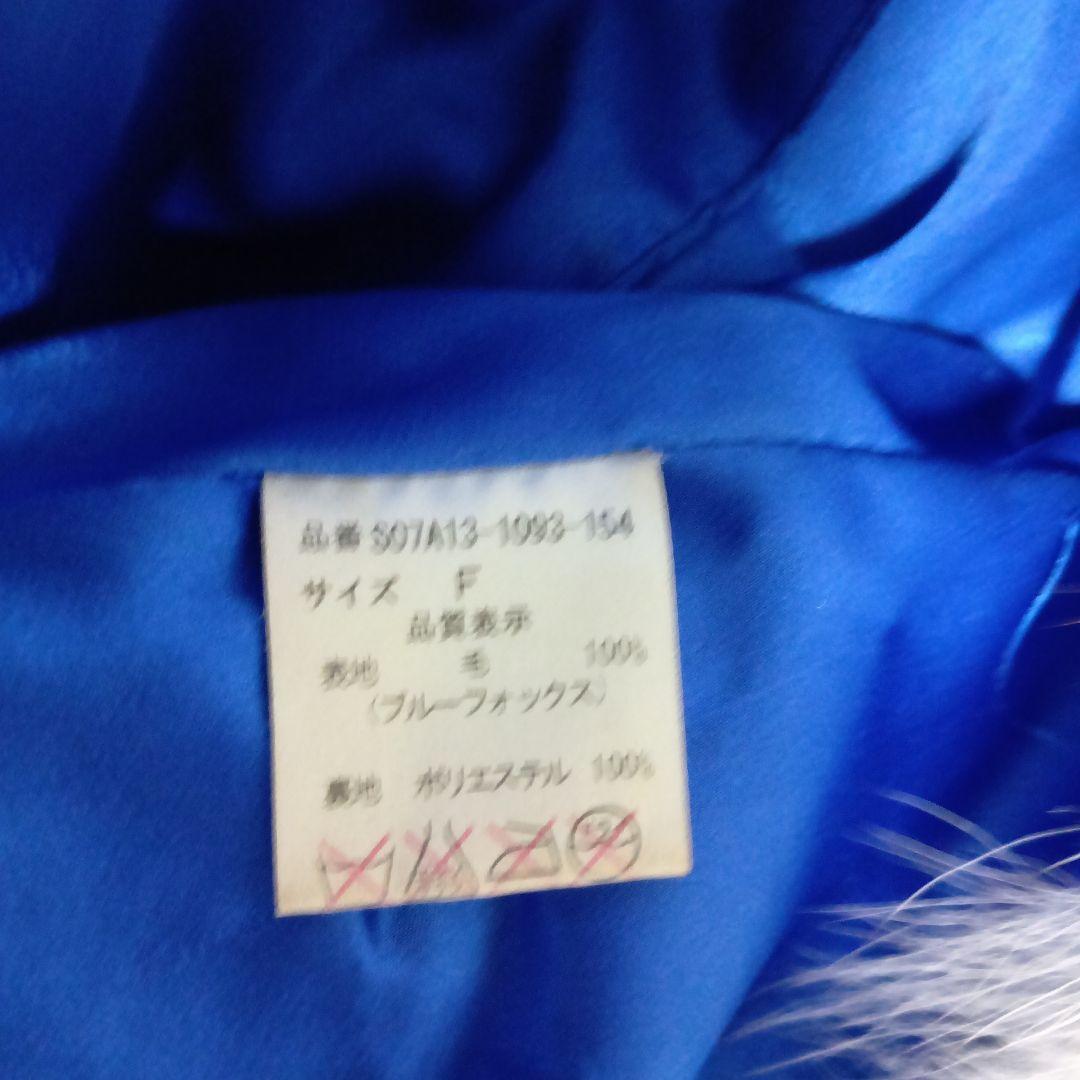 品番 S07A13-1093-154
サイズ F
品質表示
表地 毛 100%
(ブルーフォックス)
裏地 ポリエステル 100%